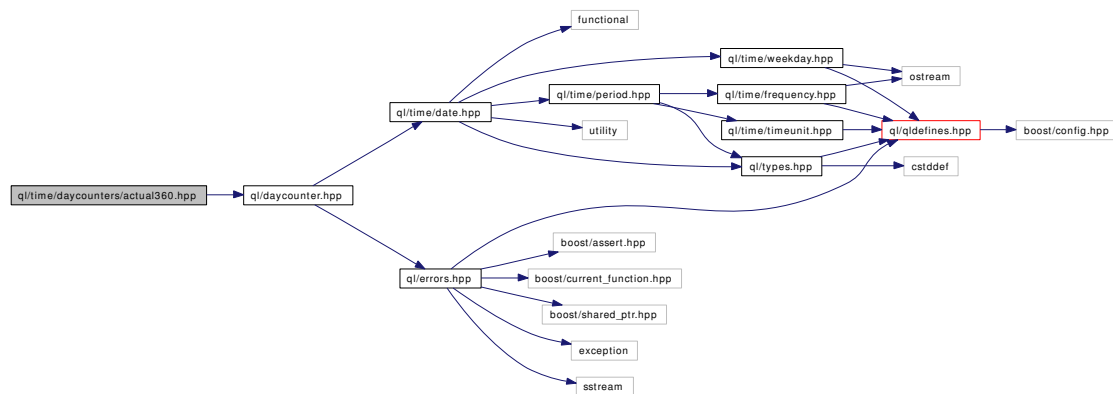 functional
ql/time/weekday.hpp
ostream
ql/time/period.hpp
ql/time/frequency.hpp
ql/time/date.hpp
utility
ql/time/timeunit.hpp
ql/qldefines.hpp
boost/config.hpp
ql/types.hpp
cstddef
ql/time/daycounters/actual360.hpp
ql/daycounter.hpp
boost/assert.hpp
ql/errors.hpp
boost/current_function.hpp
boost/shared_ptr.hpp
exception
sstream